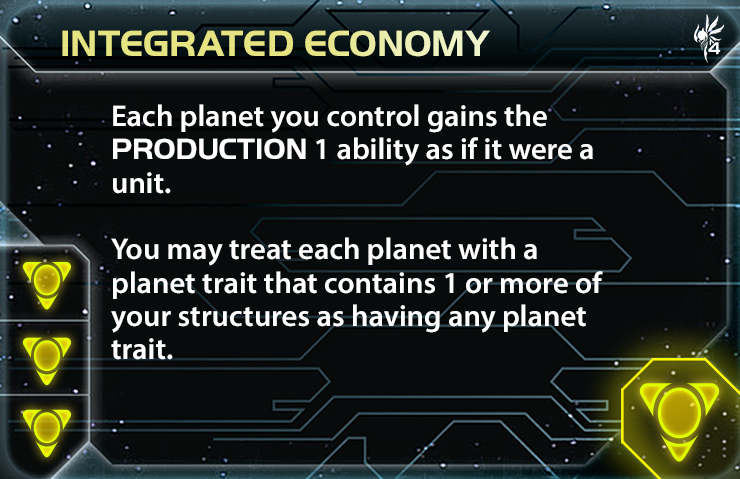 INTEGRATED ECONOMY
4
Each planet you control gains the
PRODUCTION 1 ability as if it were a
unit.
You may treat each planet with a
planet trait that contains 1 or more of
your structures as having any planet
trait.